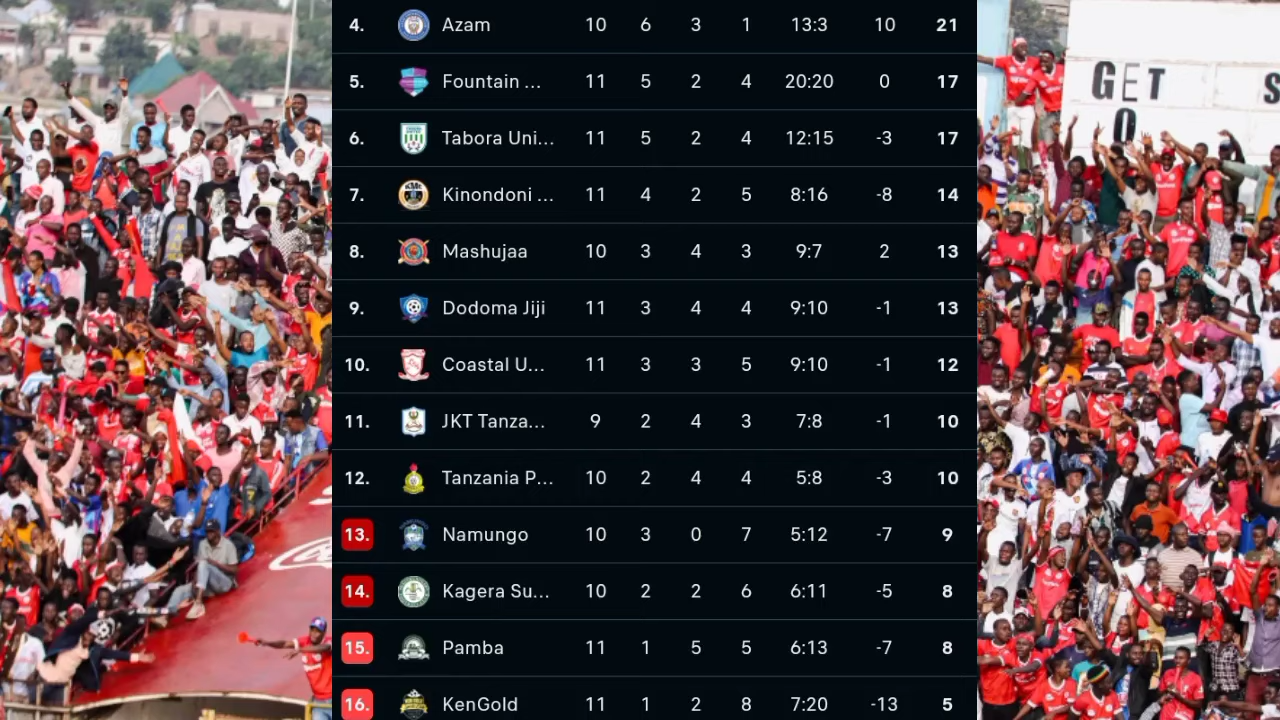 4. Azam 10 6 3 1 13:3 10 21
5. Fountain ... 11 5 2 4 20:20 0 17
6. Tabora Uni... 11 5 2 4 12:15 -3 17
7. Kinondoni ... 11 4 2 5 8:16 -8 14
8. Mashujaa 10 3 4 3 9:7 2 13
9. Dodoma Jiji 11 3 4 4 9:10 -1 13
10. Coastal U... 11 3 3 5 9:10 -1 12
11. JKT Tanza... 9 2 4 3 7:8 -1 10
12. Tanzania P... 10 2 4 4 5:8 -3 10
13. Namungo 10 3 0 7 5:12 -7 9
14. Kagera Su... 10 2 2 6 6:11 -5 8
15. Pamba 11 1 5 5 6:13 -7 8
16. KenGold 11 1 2 8 7:20 -13 5
GET S
0